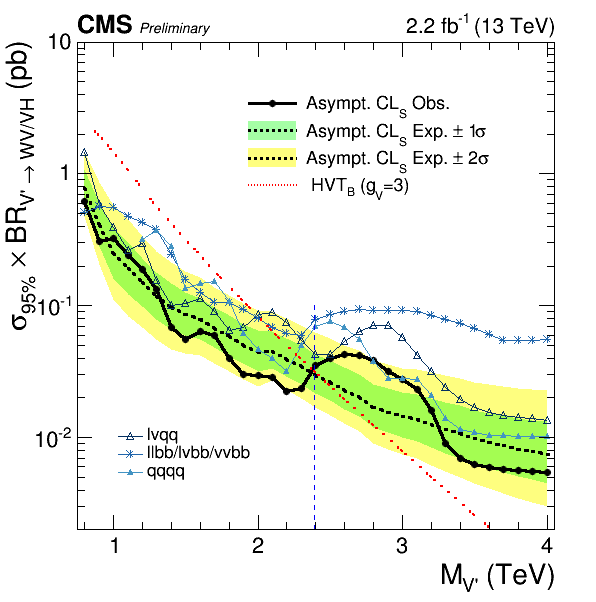 CMS Preliminary 2.2 fb⁻¹ (13 TeV)
σ95% × BRV' → WV/VH (pb)
10
1
10⁻¹
10⁻²
Asympt. CLS Obs.
Asympt. CLS Exp. ± 1σ
Asympt. CLS Exp. ± 2σ
HVTB (gV=3)
lνqq
llbb/lνbb/ννbb
qqqq
1 2 3 4
MV' (TeV)